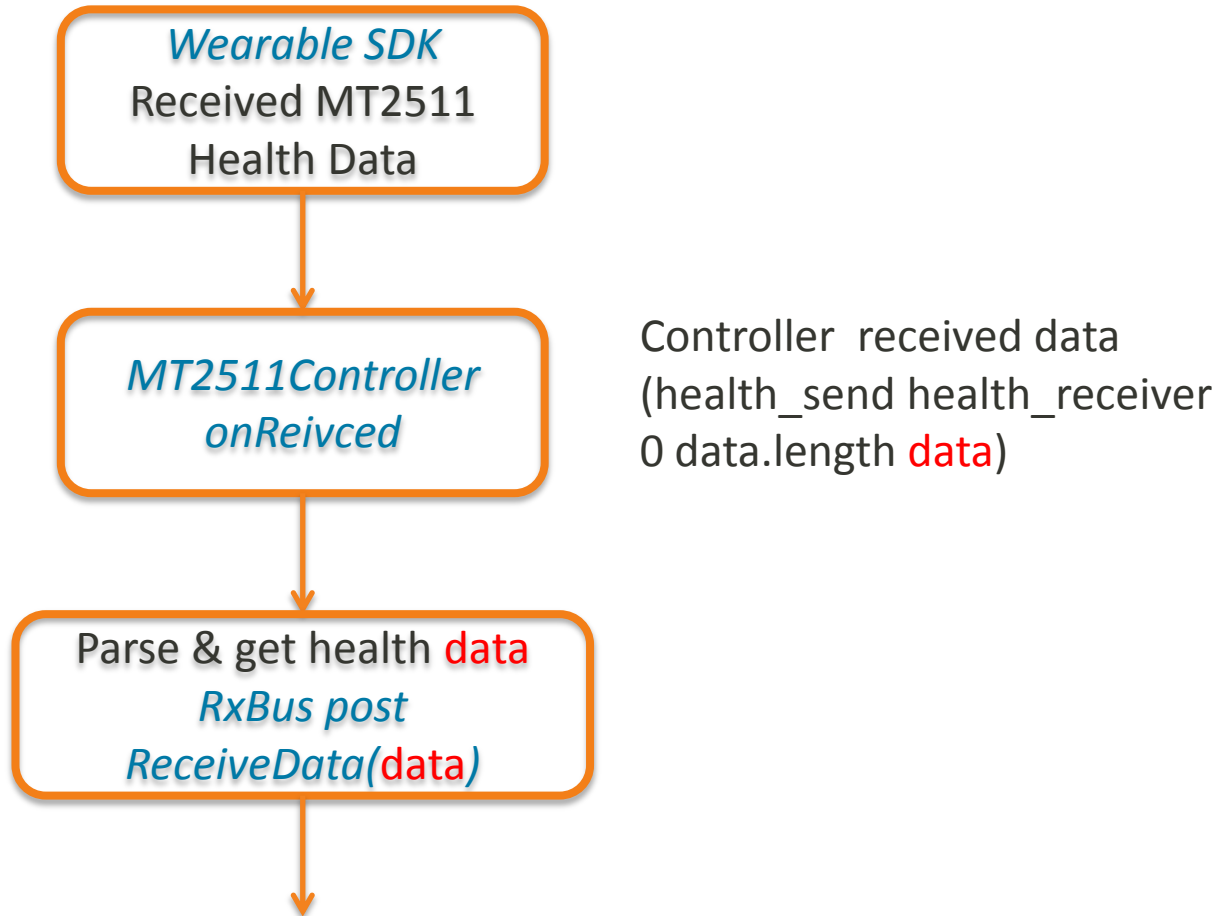 Wearable SDK
Received MT2511
Health Data
MT2511Controller
onReivced
Controller  received data
(health_send health_receiver
0 data.length data)
Parse & get health data
RxBus post
ReceiveData(data)